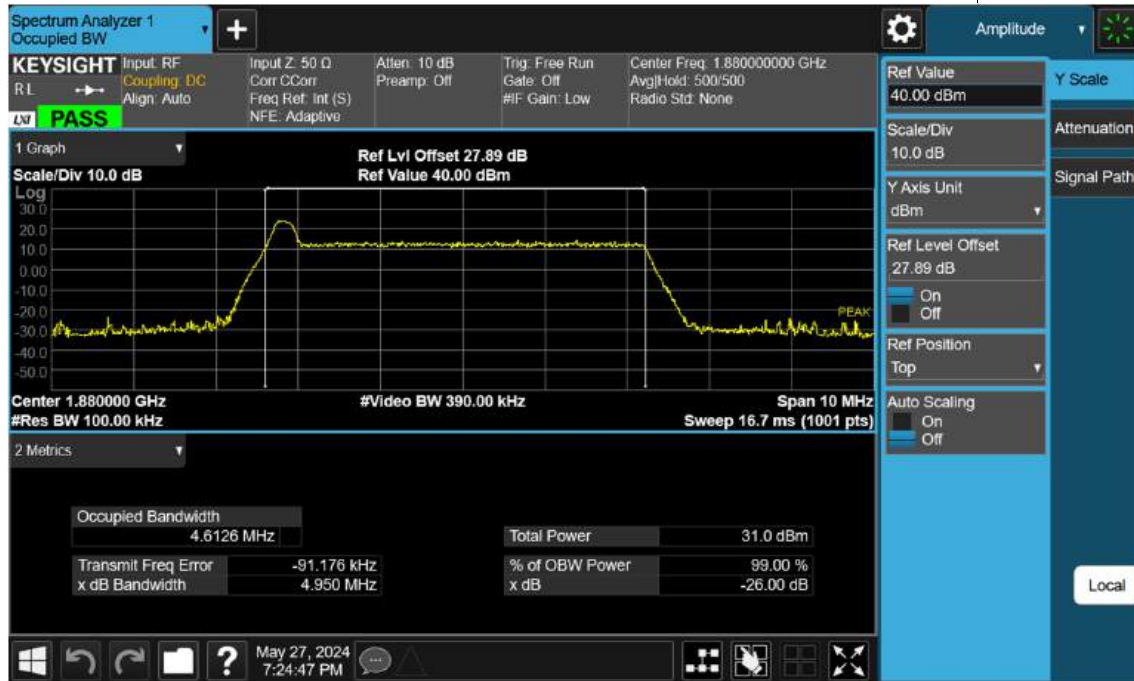 Spectrum Analyzer 1
Occupied BW
Amplitude
KEYSIGHT
RL
LXI PASS
Input: RF
Coupling: DC
Align: Auto
Input Z: 50 Ω
Corr CCorr
Freq Ref: Int (S)
NFE: Adaptive
Atten: 10 dB
Preamp: Off
Trig: Free Run
Gate: Off
#IF Gain: Low
Center Freq: 1.880000000 GHz
Avg|Hold: 500/500
Radio Std: None
1 Graph
Scale/Div 10.0 dB
Ref Lvl Offset 27.89 dB
Ref Value 40.00 dBm
Log
30.0
20.0
10.0
0.00
-10.0
-20.0
-30.0
-40.0
-50.0
PEAK
Center 1.880000 GHz
#Video BW 390.00 kHz
Span 10 MHz
#Res BW 100.00 kHz
Sweep 16.7 ms (1001 pts)
2 Metrics
Occupied Bandwidth
4.6126 MHz
Total Power 31.0 dBm
Transmit Freq Error -91.176 kHz
% of OBW Power 99.00 %
x dB Bandwidth 4.950 MHz
x dB -26.00 dB
Ref Value
40.00 dBm
Scale/Div
10.0 dB
Y Axis Unit
dBm
Ref Level Offset
27.89 dB
On
Off
Ref Position
Top
Auto Scaling
On
Off
Y Scale
Attenuation
Signal Path
Local
?
May 27, 2024
7:24:47 PM